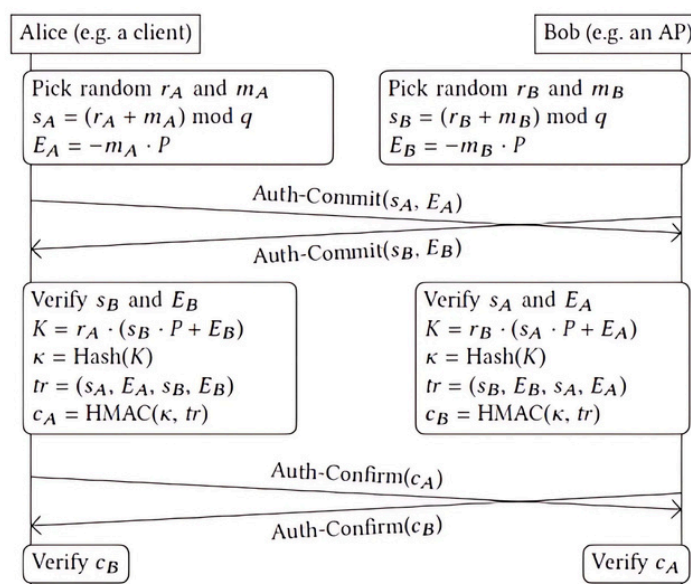 Alice (e.g. a client)
Bob (e.g. an AP)
Pick random r_A and m_A
s_A = (r_A + m_A) mod q
E_A = −m_A · P
Pick random r_B and m_B
s_B = (r_B + m_B) mod q
E_B = −m_B · P
Auth-Commit(s_A, E_A)
Auth-Commit(s_B, E_B)
Verify s_B and E_B
K = r_A · (s_B · P + E_B)
κ = Hash(K)
tr = (s_A, E_A, s_B, E_B)
c_A = HMAC(κ, tr)
Verify s_A and E_A
K = r_B · (s_A · P + E_A)
κ = Hash(K)
tr = (s_B, E_B, s_A, E_A)
c_B = HMAC(κ, tr)
Auth-Confirm(c_A)
Auth-Confirm(c_B)
Verify c_B
Verify c_A